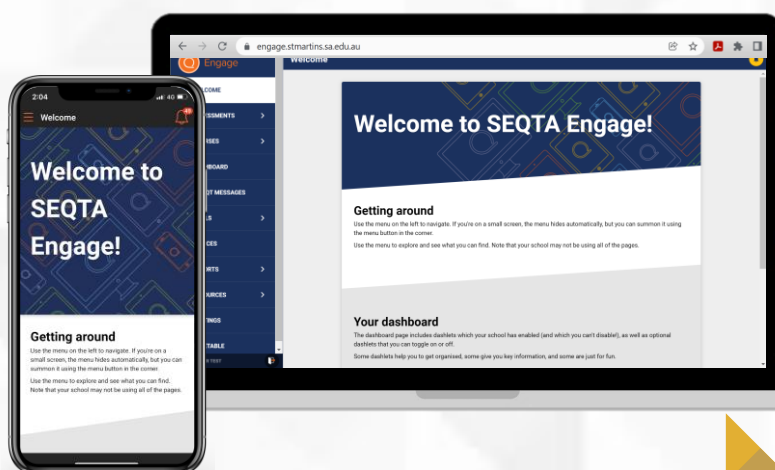 2:04
40
Welcome
49
Welcome to
SEQTA
Engage!
Getting around
Use the menu on the left to navigate. If you're on a
small screen, the menu hides automatically, but you can
summon it using the menu button in the corner.
Use the menu to explore and see what you can find.
Note that your school may not be using all of the pages.
engage.stmartins.sa.edu.au
Engage
Welcome
Welcome to SEQTA Engage!
Getting around
Use the menu on the left to navigate. If you're on a small screen, the menu hides automatically, but you can summon it using
the menu button in the corner.
Use the menu to explore and see what you can find. Note that your school may not be using all of the pages.
Your dashboard
The dashboard page includes dashlets which your school has enabled (and which you can't disable!), as well as optional
dashlets that you can toggle on or off.
Some dashlets help you to get organised, some give you key information, and some are just for fun.